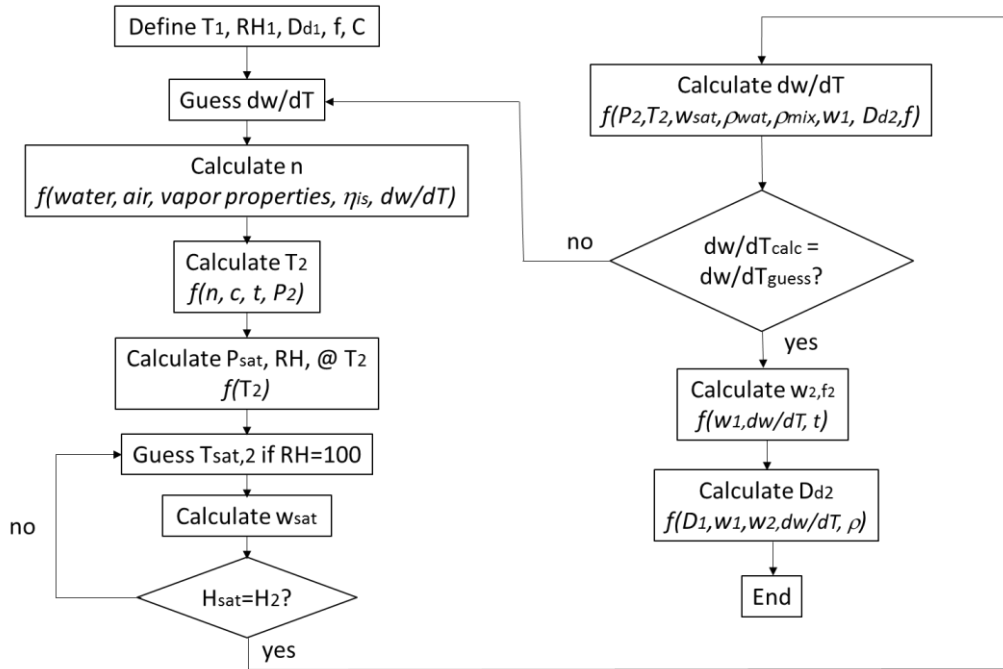 Define T1, RH1, Dd1, f, C
Guess dw/dT
Calculate n
f(water, air, vapor properties, ηis, dw/dT)
Calculate T2
f(n, c, t, P2)
Calculate Psat, RH, @ T2
f(T2)
Guess Tsat,2 if RH=100
no
Calculate wsat
Hsat=H2?
yes
Calculate dw/dT
f(P2,T2,wsat,ρwat,ρmix,w1, Dd2,f)
no
dw/dTcalc =
dw/dTguess?
yes
Calculate w2,f2
f(w1,dw/dT, t)
Calculate Dd2
f(D1,w1,w2,dw/dT, ρ)
End